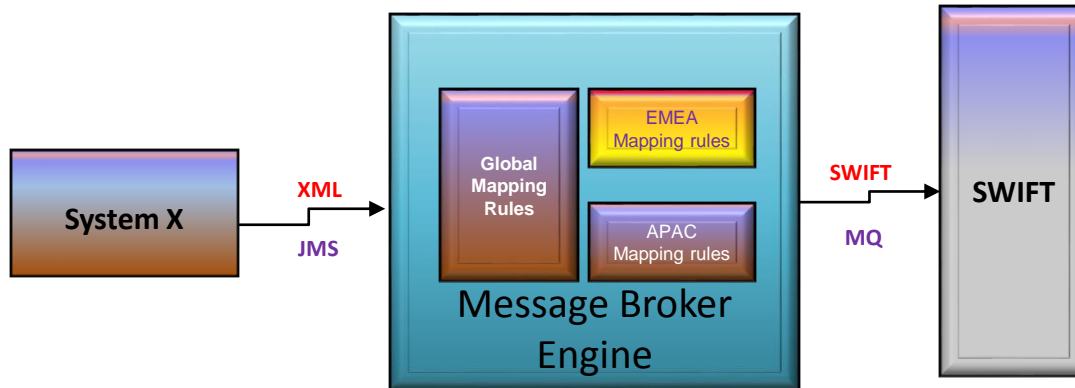 System X
XML
JMS
Global
Mapping
Rules
EMEA
Mapping rules
APAC
Mapping rules
Message Broker
Engine
SWIFT
MQ
SWIFT